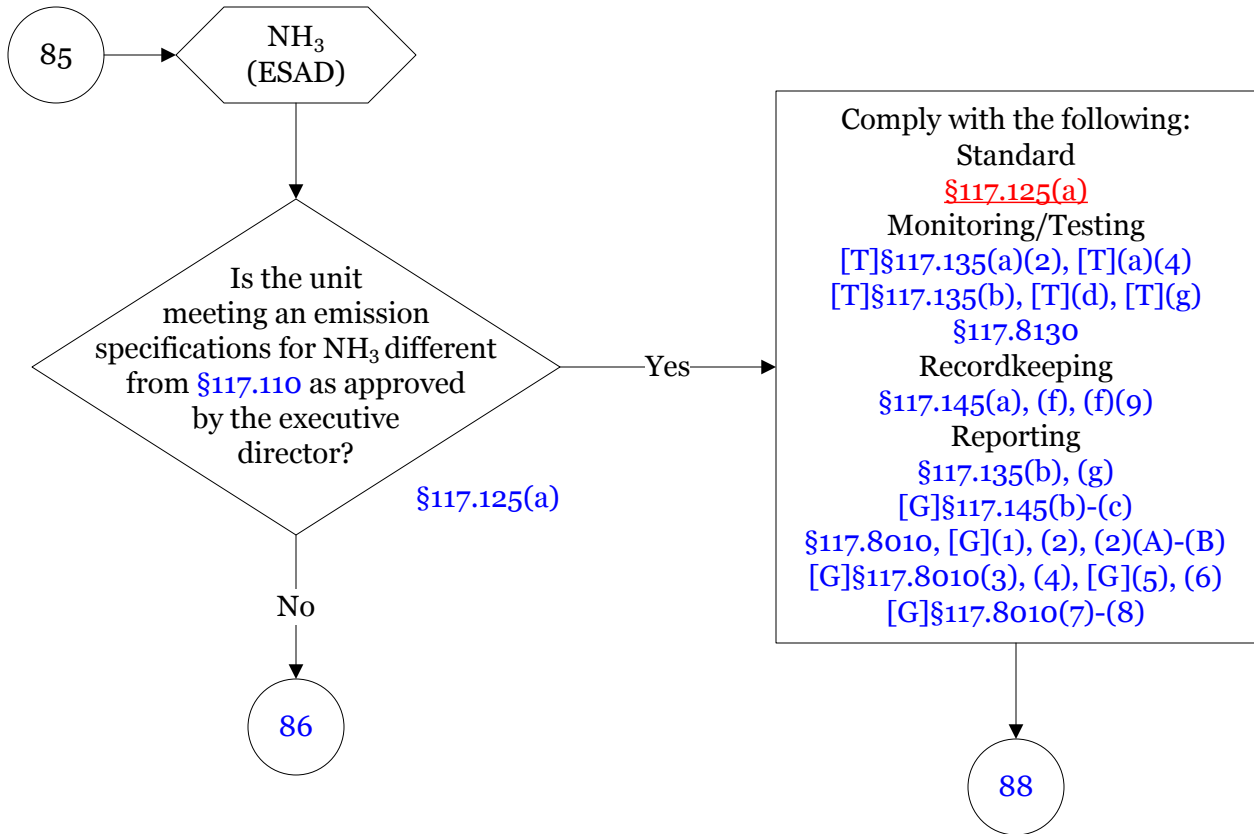 85
NH₃
(ESAD)
Is the unit
meeting an emission
specifications for NH₃ different
from §117.110 as approved
by the executive
director?
§117.125(a)
Yes
No
86
Comply with the following:
Standard
§117.125(a)
Monitoring/Testing
[T]§117.135(a)(2), [T](a)(4)
[T]§117.135(b), [T](d), [T](g)
§117.8130
Recordkeeping
§117.145(a), (f), (f)(9)
Reporting
§117.135(b), (g)
[G]§117.145(b)-(c)
§117.8010, [G](1), (2), (2)(A)-(B)
[G]§117.8010(3), (4), [G](5), (6)
[G]§117.8010(7)-(8)
88